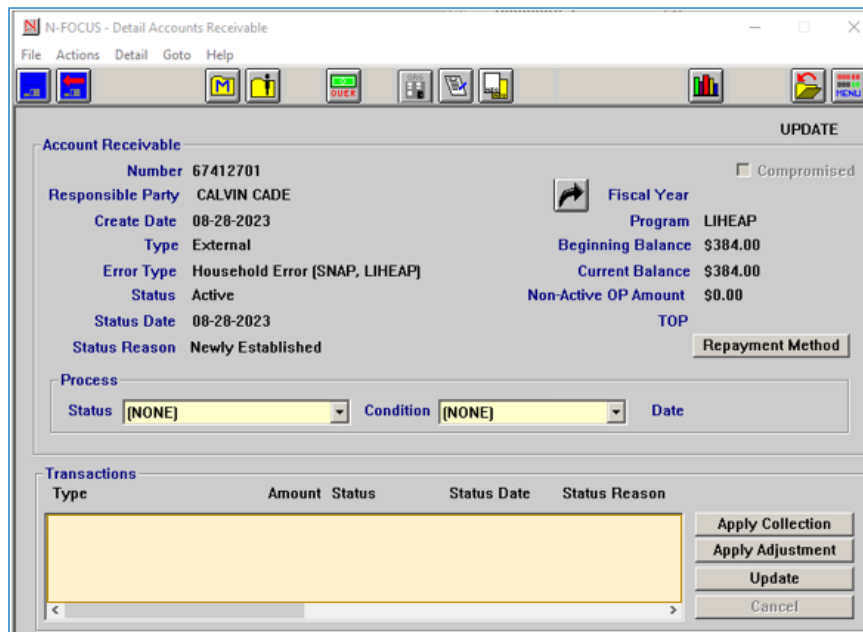 N-FOCUS - Detail Accounts Receivable
File Actions Detail Goto Help
M OVER ORG MENU
UPDATE
Account Receivable
Number 67412701 Compromised
Responsible Party CALVIN CADE Fiscal Year
Create Date 08-28-2023 Program LIHEAP
Type External Beginning Balance $384.00
Error Type Household Error (SNAP, LIHEAP) Current Balance $384.00
Status Active Non-Active OP Amount $0.00
Status Date 08-28-2023 TOP
Status Reason Newly Established Repayment Method
Process
Status (NONE) Condition (NONE) Date
Transactions
Type Amount Status Status Date Status Reason
Apply Collection
Apply Adjustment
Update
Cancel